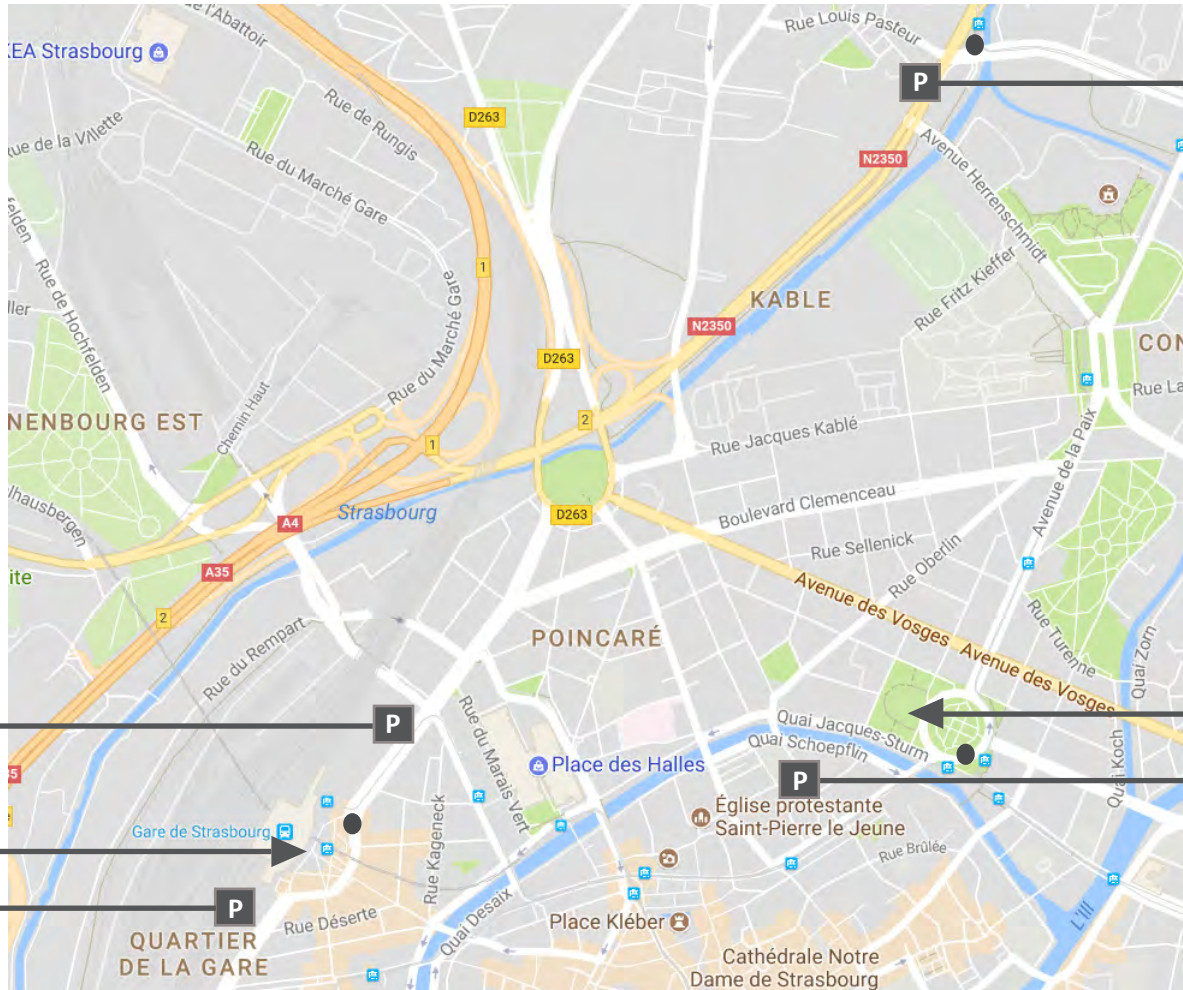 de l'Abattoir
Rue Louis Pasteur
KEA Strasbourg
P
D263
Rue de Rungis
Rue de la Villette
N2350
Avenue Herrenschmidt
Rue du Marché Gare
felden
Rue de Hochfelden
1
Rue du Marché Gare
Rue Fritz Kieffer
KABLE
ller
N2350
CON
D263
Rue La
Chemin Haut
NENBOURG EST
2
1
Rue Jacques Kablé
Avenue de la Paix
ulhausbergen
Strasbourg
D263
Boulevard Clemenceau
A4
Rue Sellenick
Rue Oberlin
ite
A35
Avenue des Vosges
Avenue des Vosges
2
Rue du Rempart
POINCARÉ
Rue Turenne
Quai Zorn
P
Rue du Marais Vert
Quai Jacques-Sturm
Quai Schoepflin
Quai Koch
35
Place des Halles
P
Église protestante
Saint-Pierre le Jeune
Gare de Strasbourg
Rue Kageneck
Rue Brûlée
e
P
Rue Déserte
Quai Desaix
Place Kléber
L'Ill
QUARTIER
DE LA GARE
Cathédrale Notre
Dame de Strasbourg